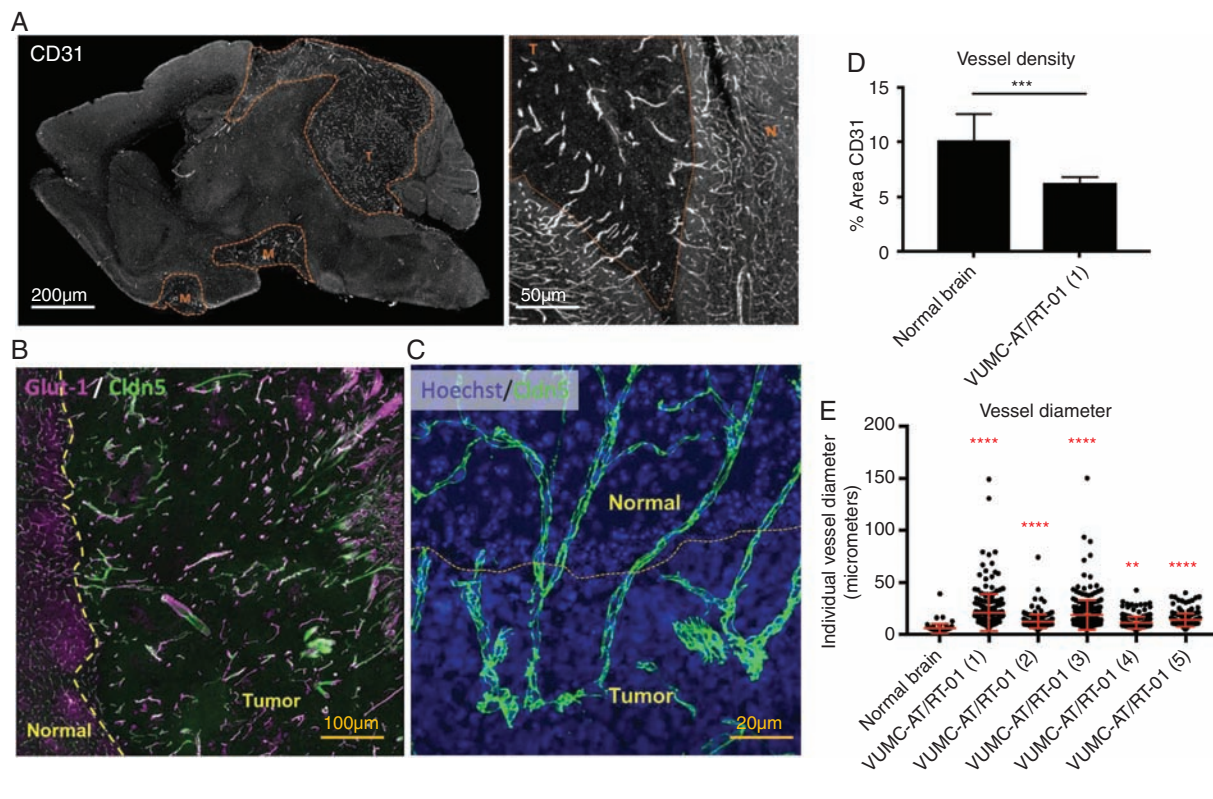 A
CD31
T
M
M
200μm
T
N
50μm
B
Glut-1 / Cldn5
Normal
Tumor
100μm
C
Hoechst/Cldn5
Normal
Tumor
20μm
D
Vessel density
***
15
10
5
0
% Area CD31
Normal brain
VUMC-AT/RT-01 (1)
E
Vessel diameter
200
150
100
50
0
Individual vessel diameter
(micrometers)
****
****
****
**
****
Normal brain
VUMC-AT/RT-01 (1)
VUMC-AT/RT-01 (2)
VUMC-AT/RT-01 (3)
VUMC-AT/RT-01 (4)
VUMC-AT/RT-01 (5)